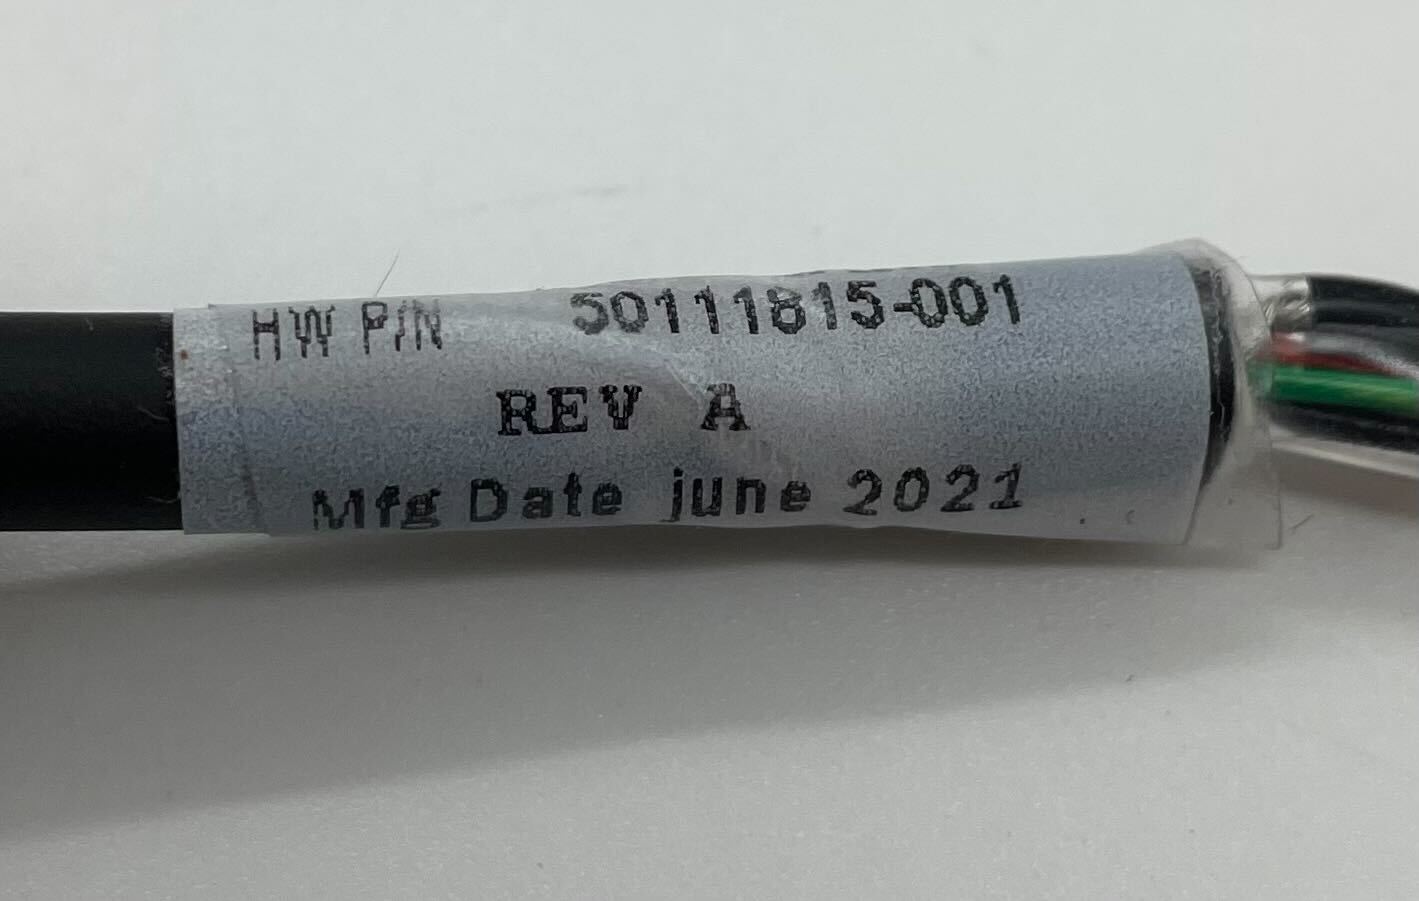 HW P/N 50111815-001
REV A
Mfg Date june 2021